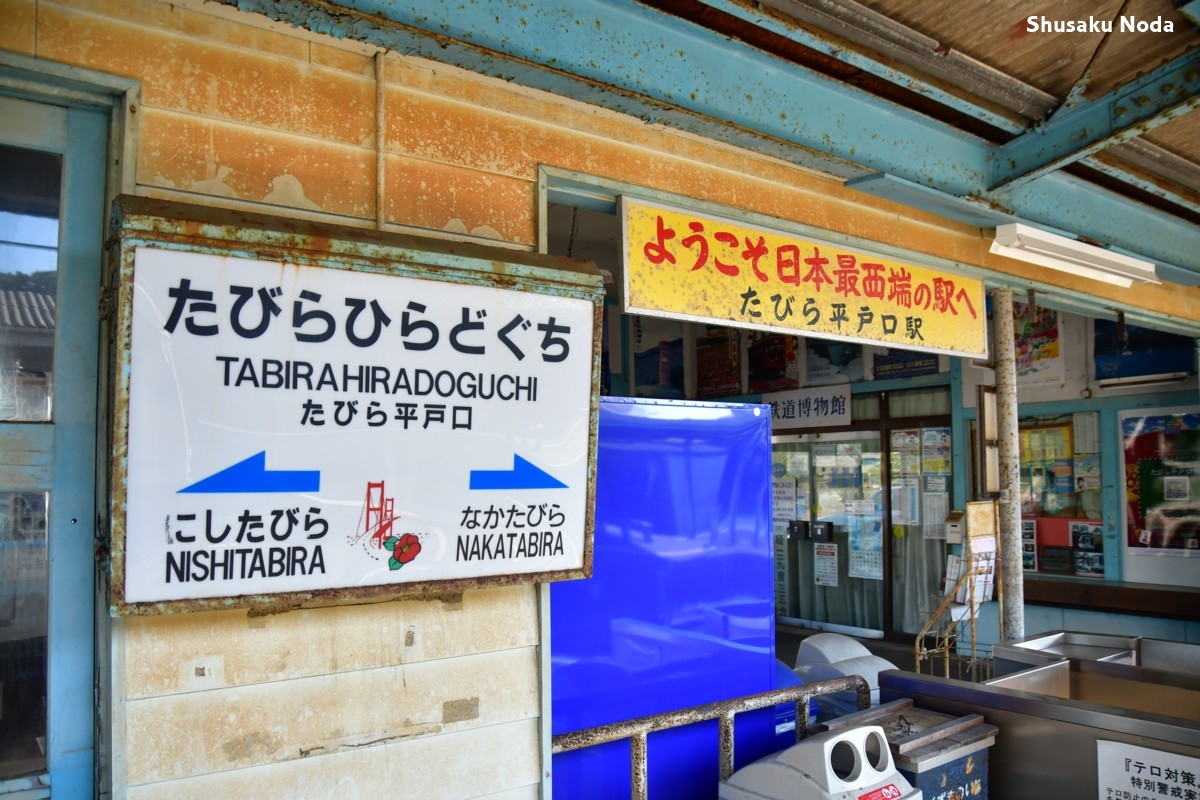 Shusaku Noda
ようこそ日本最西端の駅へ
たびら平戸口駅
たびらひらどぐち
TABIRAHIRADOGUCHI
たびら平戸口
にしたびら
NISHITABIRA
なかたびら
NAKATABIRA
鉄道博物館
『テロ対策
特別警戒実